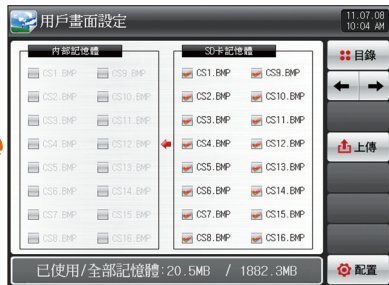 用戶畫面設定
11.07.08
10:04 AM
內部記憶體
SD卡記憶體
CS1.BMP CS9.BMP
CS2.BMP CS10.BMP
CS3.BMP CS11.BMP
CS4.BMP CS12.BMP
CS5.BMP CS13.BMP
CS6.BMP CS14.BMP
CS7.BMP CS15.BMP
CS8.BMP CS16.BMP
CS1.BMP CS9.BMP
CS2.BMP CS10.BMP
CS3.BMP CS11.BMP
CS4.BMP CS12.BMP
CS5.BMP CS13.BMP
CS6.BMP CS14.BMP
CS7.BMP CS15.BMP
CS8.BMP CS16.BMP
目錄
上傳
配置
已使用/全部記憶體:20.5MB / 1882.3MB